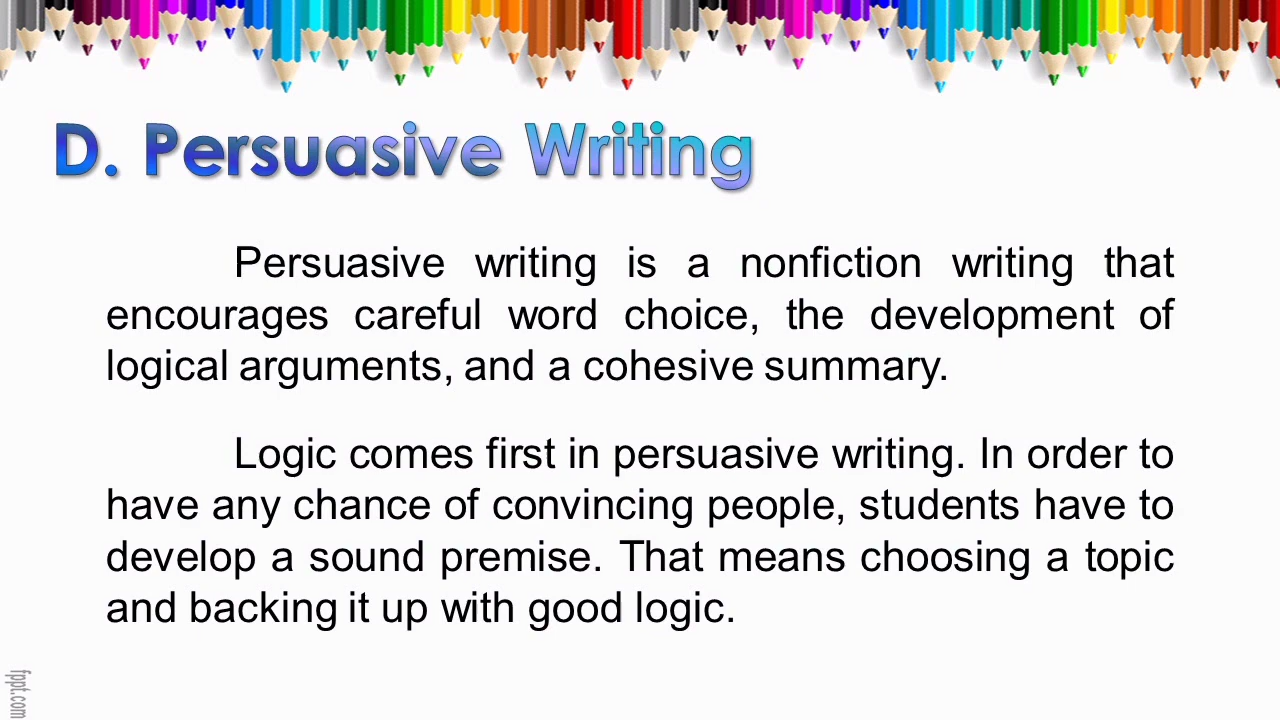 D. Persuasive Writing
Persuasive writing is a nonfiction writing that
encourages careful word choice, the development of
logical arguments, and a cohesive summary.
Logic comes first in persuasive writing. In order to
have any chance of convincing people, students have to
develop a sound premise. That means choosing a topic
and backing it up with good logic.
fppt.com